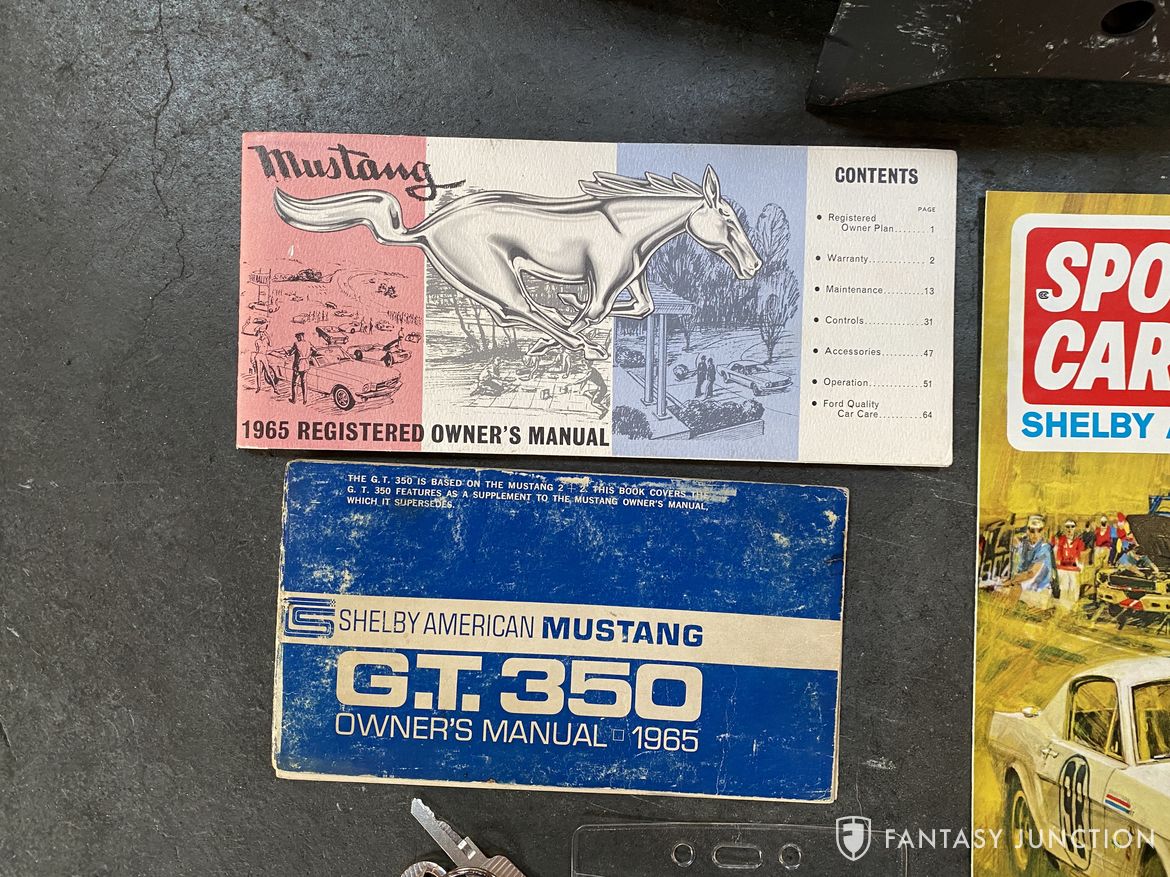 Mustang
1965 REGISTERED OWNER'S MANUAL
CONTENTS
PAGE
• Registered
Owner Plan.......1
• Warranty............. 2
• Maintenance.........13
• Controls..............31
• Accessories.........47
• Operation............51
• Ford Quality
Car Care.........64
THE G.T. 350 IS BASED ON THE MUSTANG 2 + 2. THIS BOOK COVERS THE
G. T. 350 FEATURES AS A SUPPLEMENT TO THE MUSTANG OWNER'S MANUAL,
WHICH IT SUPERSEDES.
SHELBY AMERICAN MUSTANG
G.T. 350
OWNER'S MANUAL □ 1965
SPO
CAR
SHELBY
FANTASY JUNCTION